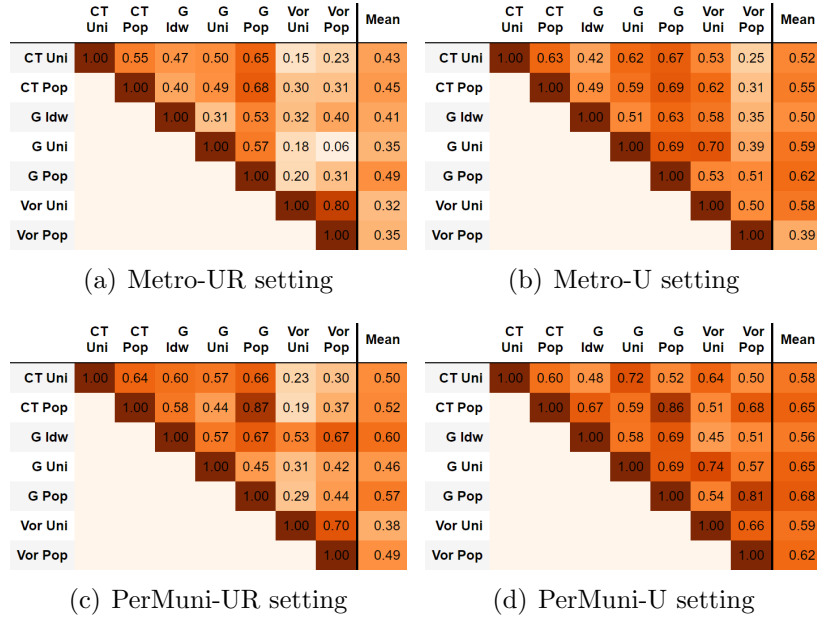 CT Uni CT Pop G Idw G Uni G Pop Vor Uni Vor Pop Mean
CT Uni 1.00 0.55 0.47 0.50 0.65 0.15 0.23 0.43
CT Pop 1.00 0.40 0.49 0.68 0.30 0.31 0.45
G Idw 1.00 0.31 0.53 0.32 0.40 0.41
G Uni 1.00 0.57 0.18 0.06 0.35
G Pop 1.00 0.20 0.31 0.49
Vor Uni 1.00 0.80 0.32
Vor Pop 1.00 0.35
(a) Metro-UR setting
CT Uni CT Pop G Idw G Uni G Pop Vor Uni Vor Pop Mean
CT Uni 1.00 0.63 0.42 0.62 0.67 0.53 0.25 0.52
CT Pop 1.00 0.49 0.59 0.69 0.62 0.31 0.55
G Idw 1.00 0.51 0.63 0.58 0.35 0.50
G Uni 1.00 0.69 0.70 0.39 0.59
G Pop 1.00 0.53 0.51 0.62
Vor Uni 1.00 0.50 0.58
Vor Pop 1.00 0.39
(b) Metro-U setting
CT Uni CT Pop G Idw G Uni G Pop Vor Uni Vor Pop Mean
CT Uni 1.00 0.64 0.60 0.57 0.66 0.23 0.30 0.50
CT Pop 1.00 0.58 0.44 0.87 0.19 0.37 0.52
G Idw 1.00 0.57 0.67 0.53 0.67 0.60
G Uni 1.00 0.45 0.31 0.42 0.46
G Pop 1.00 0.29 0.44 0.57
Vor Uni 1.00 0.70 0.38
Vor Pop 1.00 0.49
(c) PerMuni-UR setting
CT Uni CT Pop G Idw G Uni G Pop Vor Uni Vor Pop Mean
CT Uni 1.00 0.60 0.48 0.72 0.52 0.64 0.50 0.58
CT Pop 1.00 0.67 0.59 0.86 0.51 0.68 0.65
G Idw 1.00 0.58 0.69 0.45 0.51 0.56
G Uni 1.00 0.69 0.74 0.57 0.65
G Pop 1.00 0.54 0.81 0.68
Vor Uni 1.00 0.66 0.59
Vor Pop 1.00 0.62
(d) PerMuni-U setting